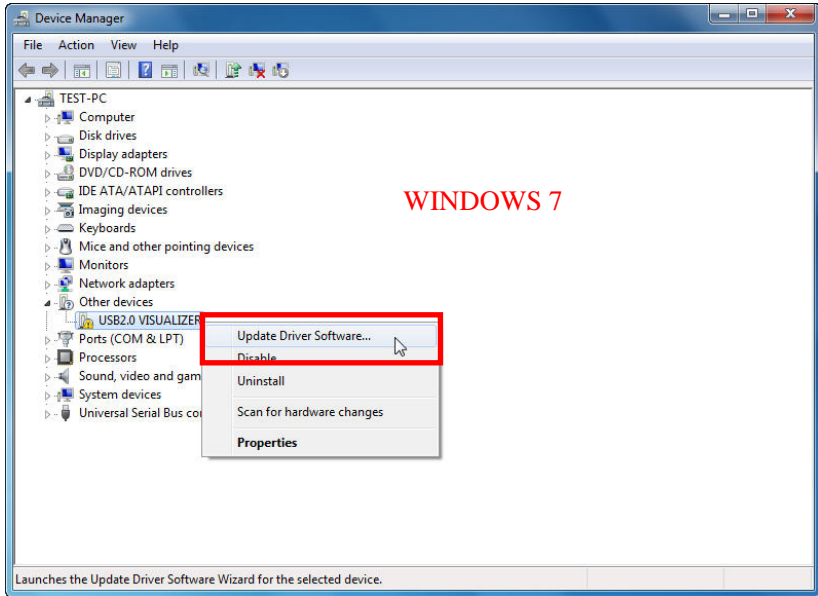 Device Manager
File Action View Help
TEST-PC
Computer
Disk drives
Display adapters
DVD/CD-ROM drives
IDE ATA/ATAPI controllers
WINDOWS 7
Imaging devices
Keyboards
Mice and other pointing devices
Monitors
Network adapters
Other devices
USB2.0 VISUALIZER
Update Driver Software...
Ports (COM & LPT)
Disable
Processors
Sound, video and gam
Uninstall
System devices
Universal Serial Bus co
Scan for hardware changes
Properties
Launches the Update Driver Software Wizard for the selected device.